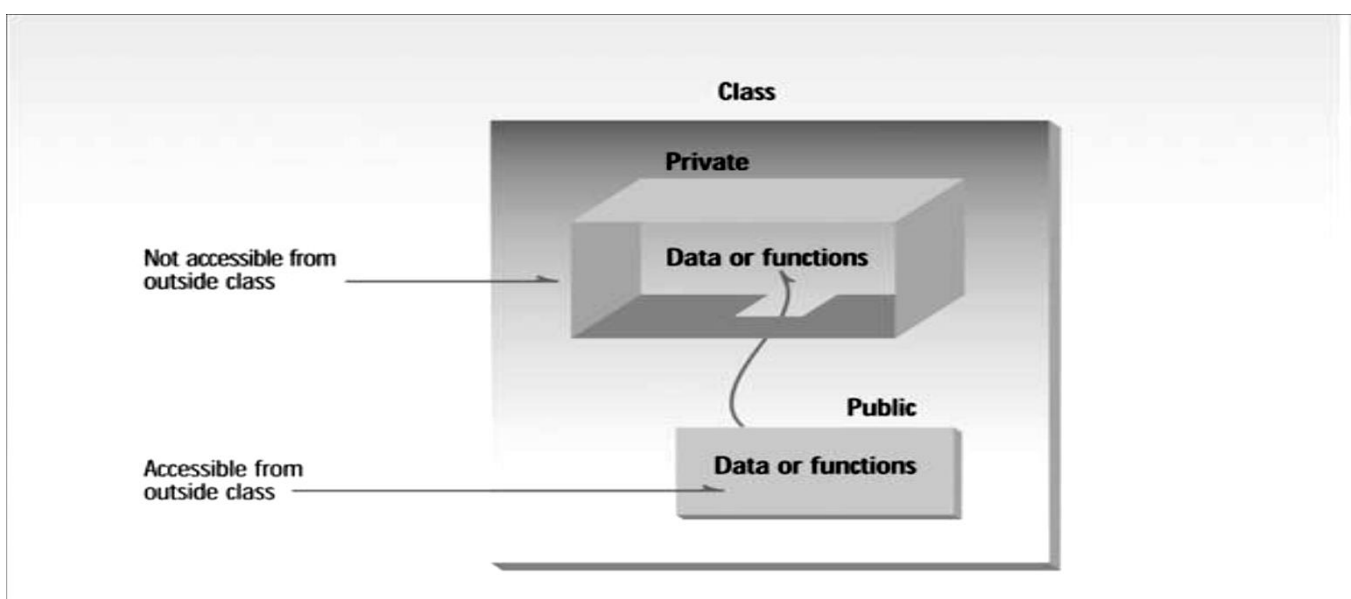 Class
Private
Not accessible from
outside class
Data or functions
Public
Accessible from
outside class
Data or functions